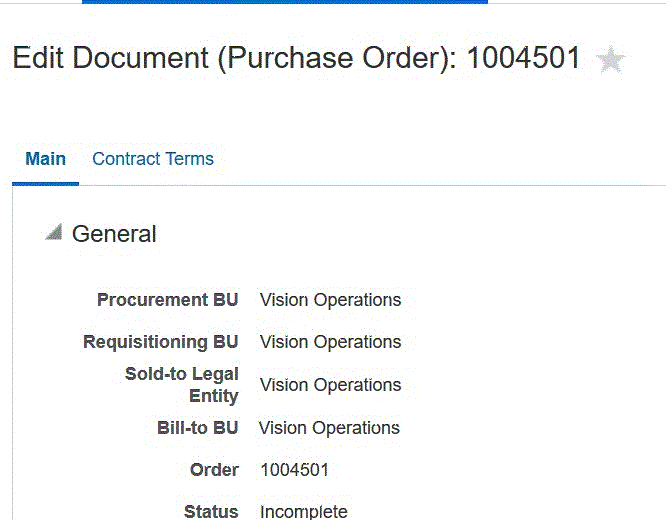 Edit Document (Purchase Order): 1004501
Main Contract Terms
General
Procurement BU Vision Operations
Requisitioning BU Vision Operations
Sold-to Legal
Entity Vision Operations
Bill-to BU Vision Operations
Order 1004501
Status Incomplete